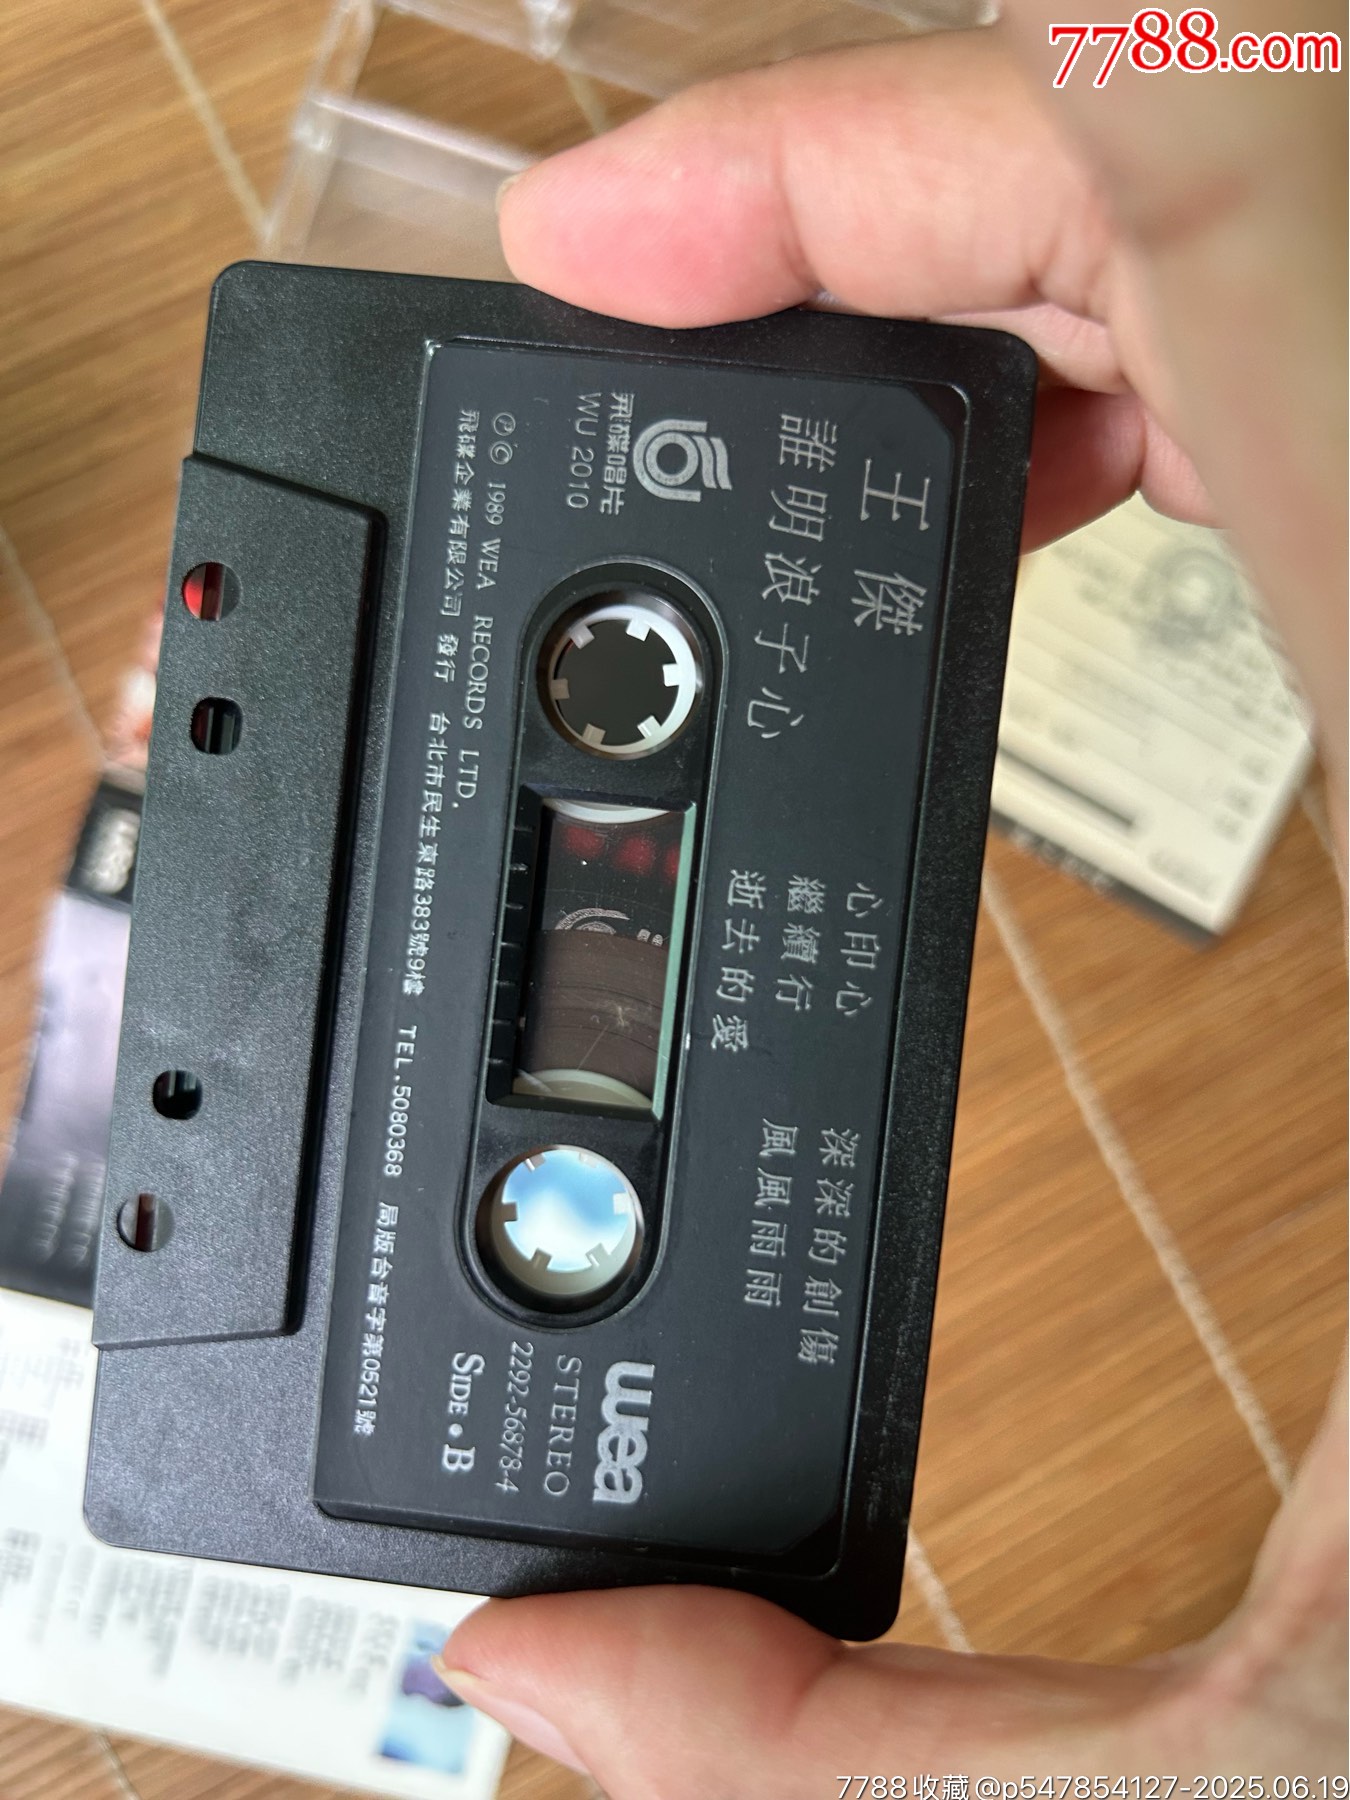 7788.com
王傑
誰明浪子心
心印心
繼續行
逝去的愛
深深的創傷
風風雨雨
飛碟唱片
WU 2010
wea
STEREO
2292-56878-4
SIDE•B
℗© 1989 WEA RECORDS LTD.
飛碟企業有限公司 發行 台北市民生東路383號9樓 TEL.5080368 局版台音字第0521號
7788收藏@p547854127-2025.06.19